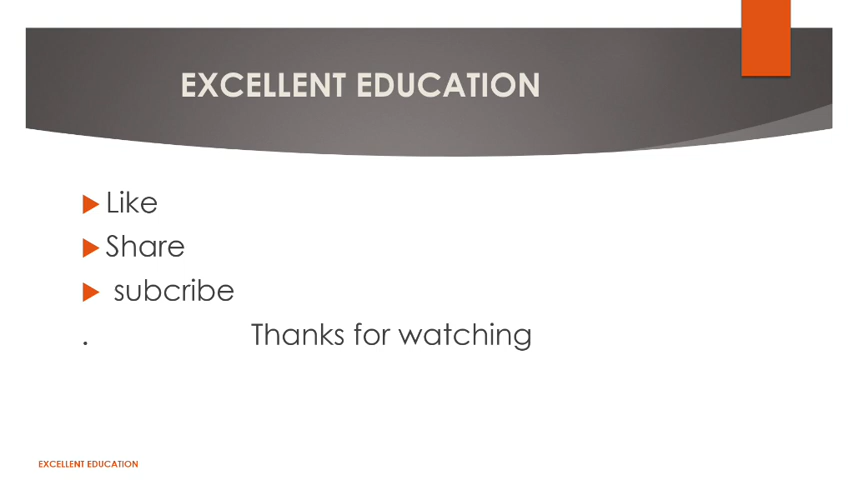 EXCELLENT EDUCATION
Like
Share
subcribe
. Thanks for watching
EXCELLENT EDUCATION